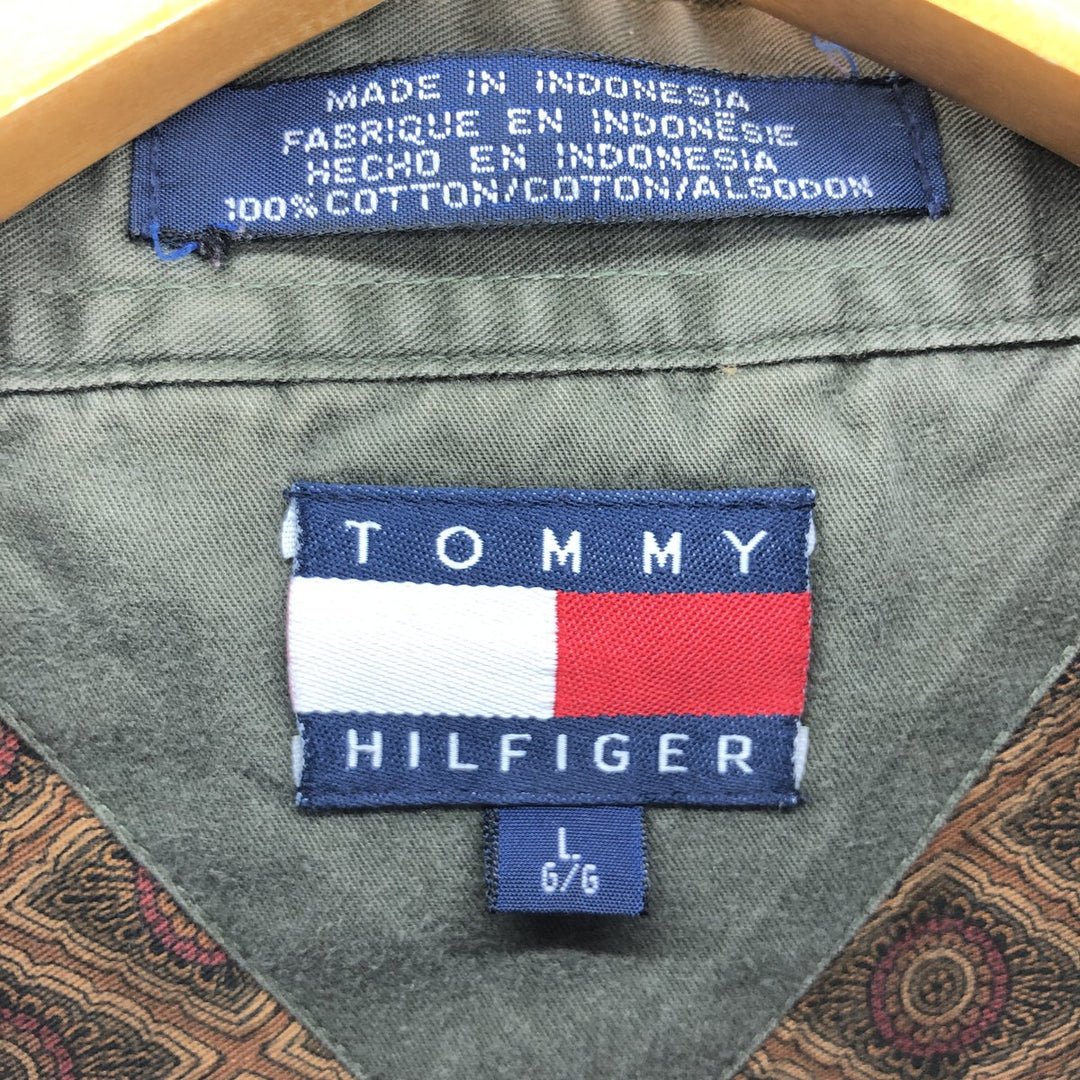 MADE IN INDONESIA
FABRIQUE EN INDONESIE
HECHO EN INDONESIA
100% COTTON/COTON/ALGODON
TOMMY
HILFIGER
L
G/G